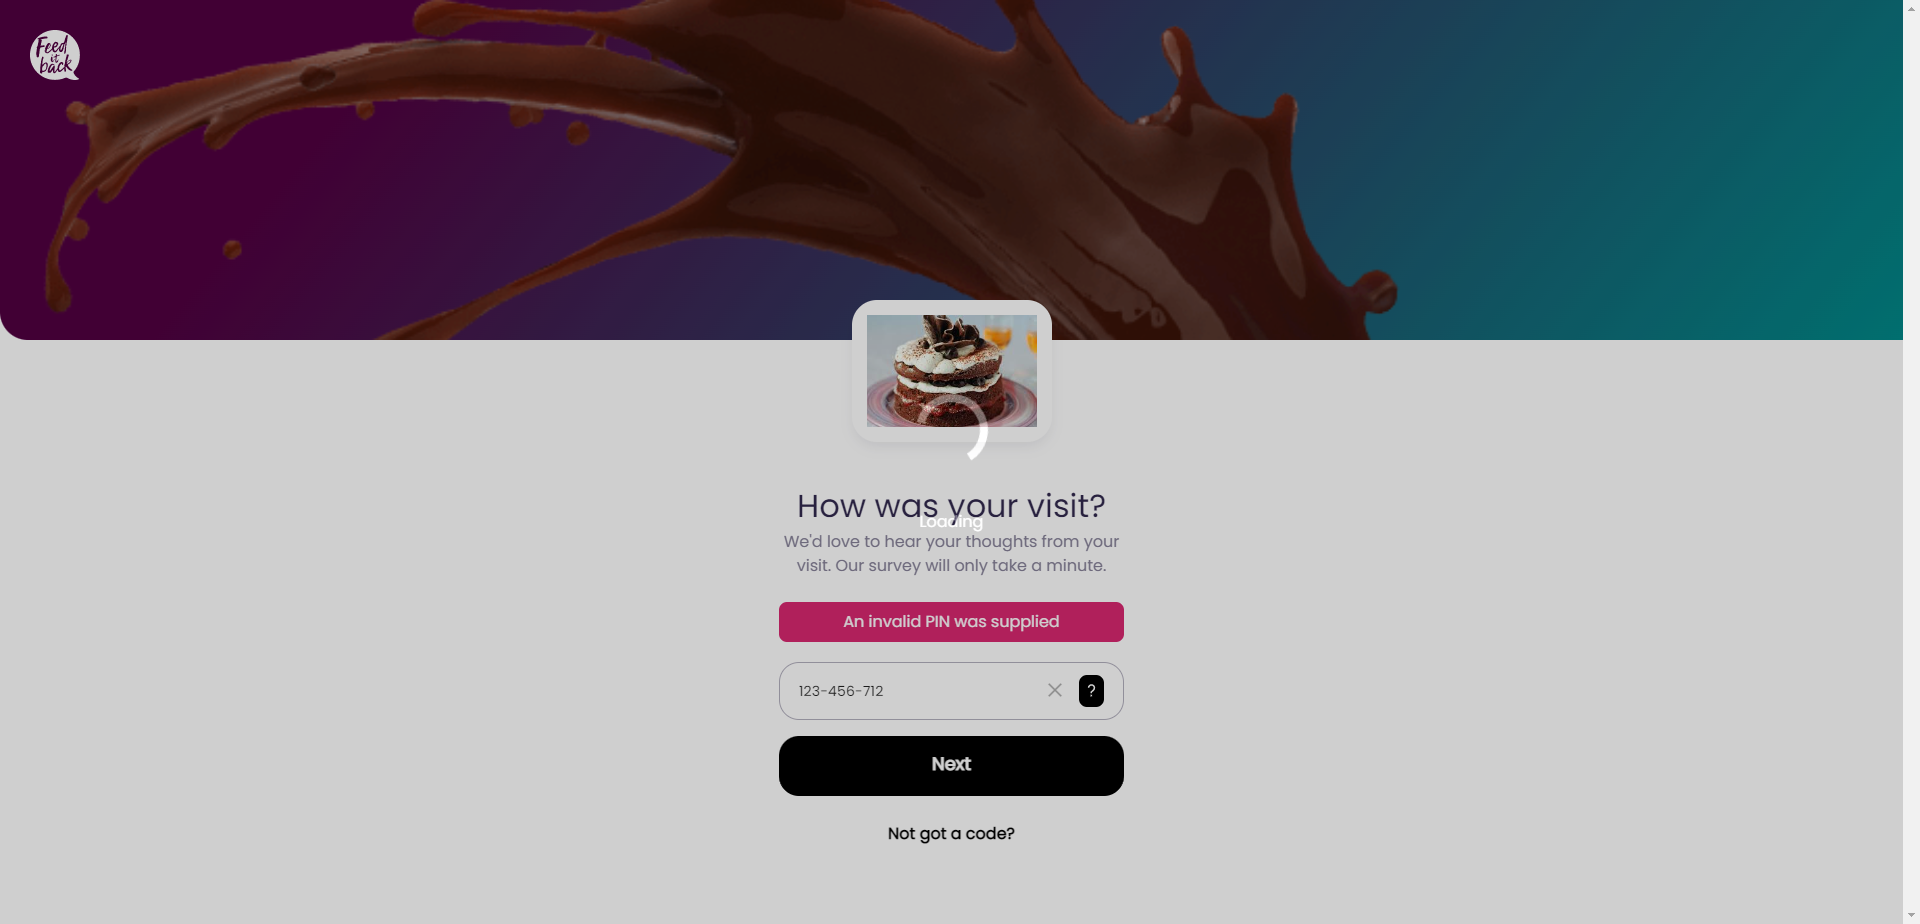 Feed
it
back
How was your visit?
Loading
We'd love to hear your thoughts from your
visit. Our survey will only take a minute.
An invalid PIN was supplied
123-456-712
?
Next
Not got a code?